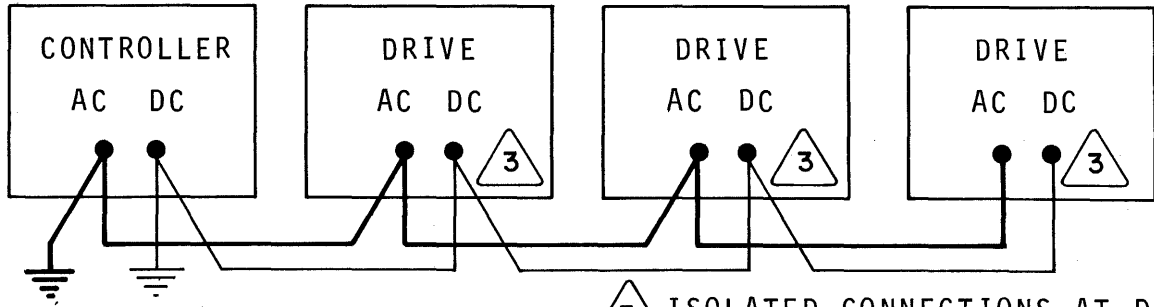 CONTROLLER DRIVE DRIVE DRIVE
AC DC AC DC AC DC AC DC
3 3 3
ISOLATED CONNECTIONS AT